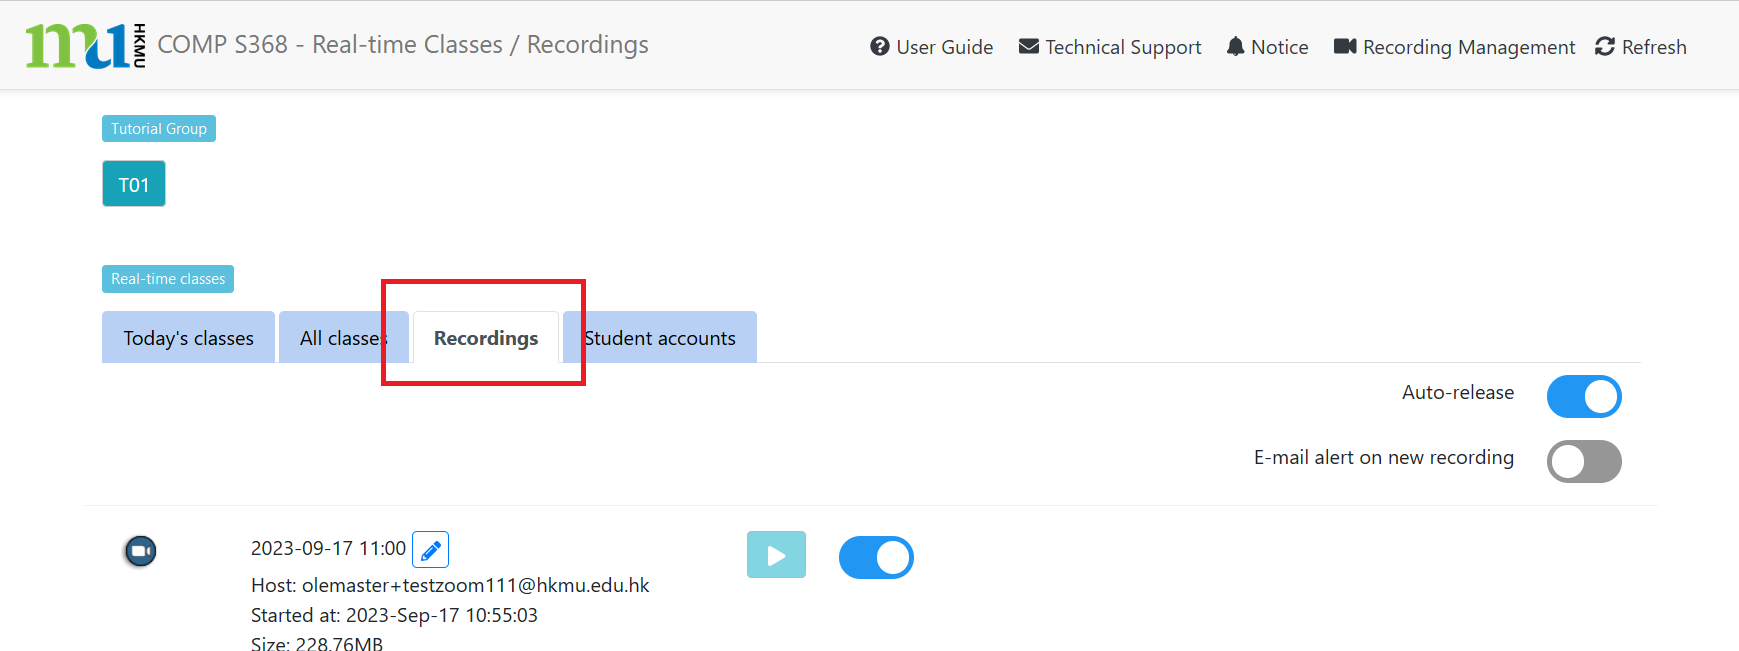 mu HKMU COMP S368 - Real-time Classes / Recordings User Guide Technical Support Notice Recording Management Refresh
Tutorial Group
T01
Real-time classes
Today's classes All classes Recordings Student accounts
Auto-release
E-mail alert on new recording
2023-09-17 11:00
Host: olemaster+testzoom111@hkmu.edu.hk
Started at: 2023-Sep-17 10:55:03
Size: 228.76MB